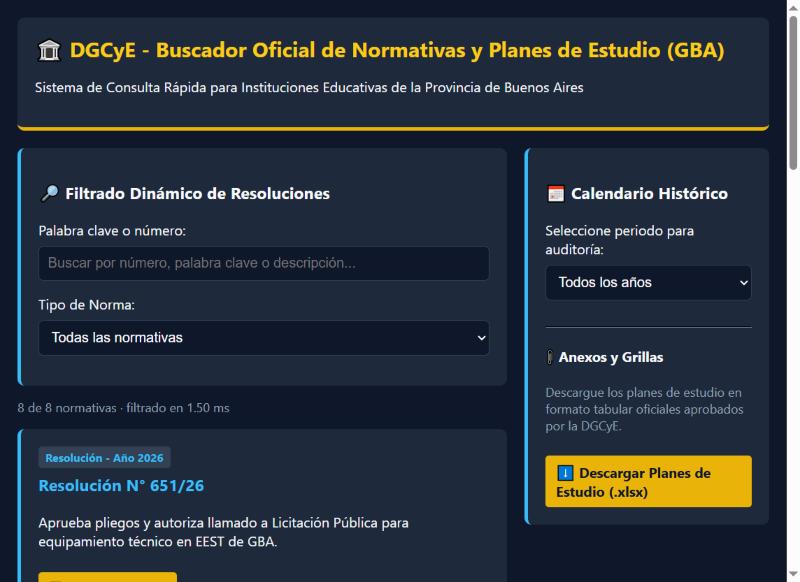 DGCyE - Buscador Oficial de Normativas y Planes de Estudio (GBA)
Sistema de Consulta Rápida para Instituciones Educativas de la Provincia de Buenos Aires
Filtrado Dinámico de Resoluciones
Palabra clave o número:
Buscar por número, palabra clave o descripción...
Tipo de Norma:
Todas las normativas
8 de 8 normativas · filtrado en 1.50 ms
Resolución - Año 2026
Resolución N° 651/26
Aprueba pliegos y autoriza llamado a Licitación Pública para
equipamiento técnico en EEST de GBA.
Calendario Histórico
Seleccione periodo para
auditoría:
Todos los años
Anexos y Grillas
Descargue los planes de estudio en
formato tabular oficiales aprobados
por la DGCyE.
Descargar Planes de
Estudio (.xlsx)